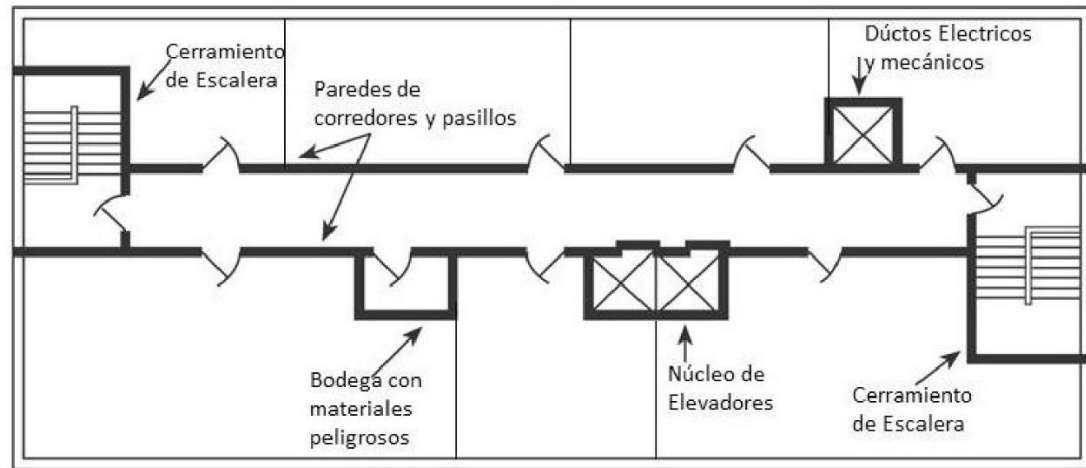 Cerramiento
de Escalera
Paredes de
corredores y pasillos
Dúctos Electricos
y mecánicos
Bodega con
materiales
peligrosos
Núcleo de
Elevadores
Cerramiento
de Escalera